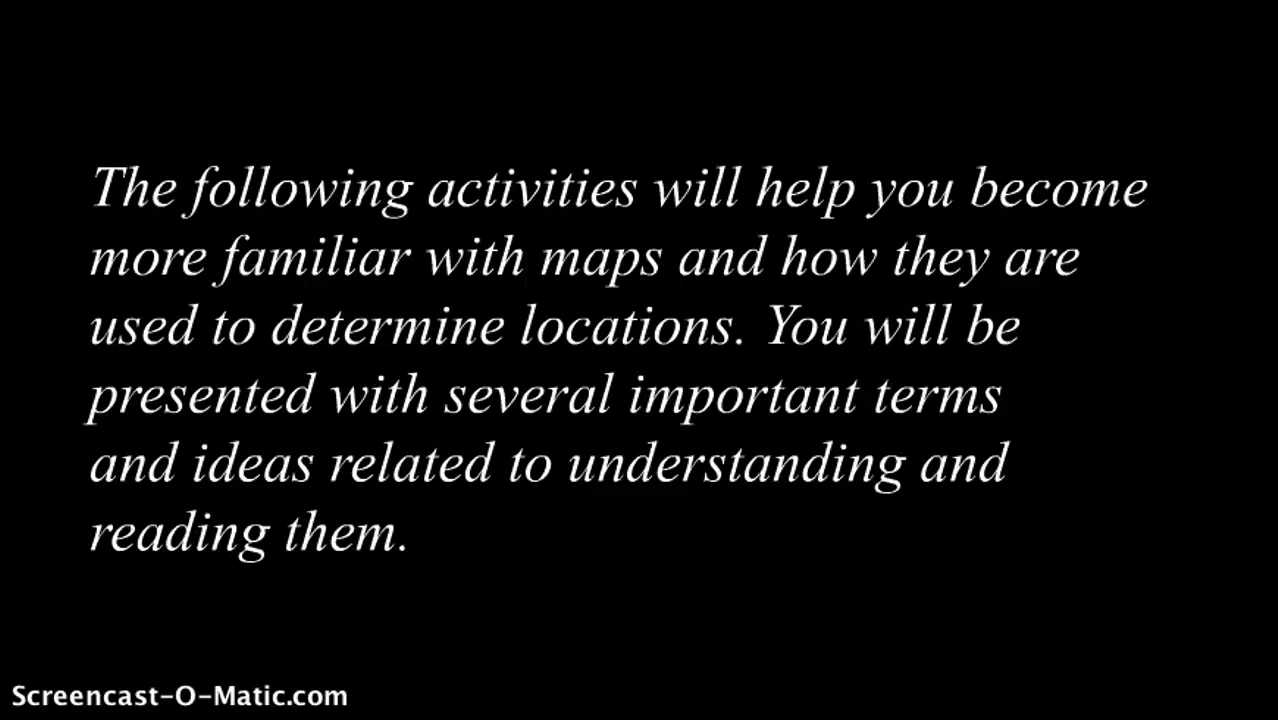 The following activities will help you become
more familiar with maps and how they are
used to determine locations. You will be
presented with several important terms
and ideas related to understanding and
reading them.
Screencast-O-Matic.com